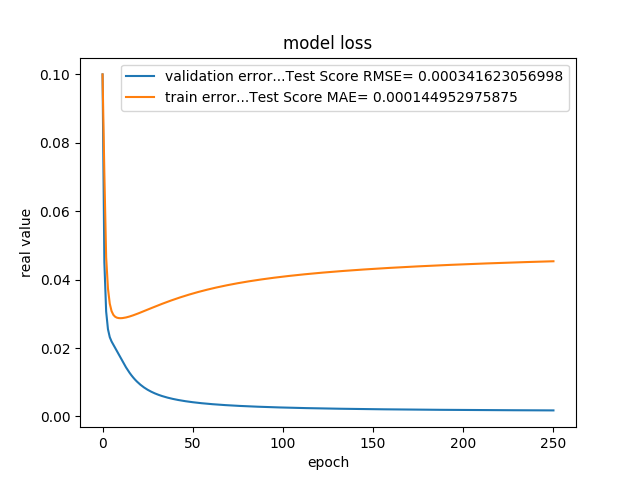 model loss
validation error...Test Score RMSE= 0.000341623056998
train error...Test Score MAE= 0.000144952975875
real value
0.10
0.08
0.06
0.04
0.02
0.00
0 50 100 150 200 250
epoch